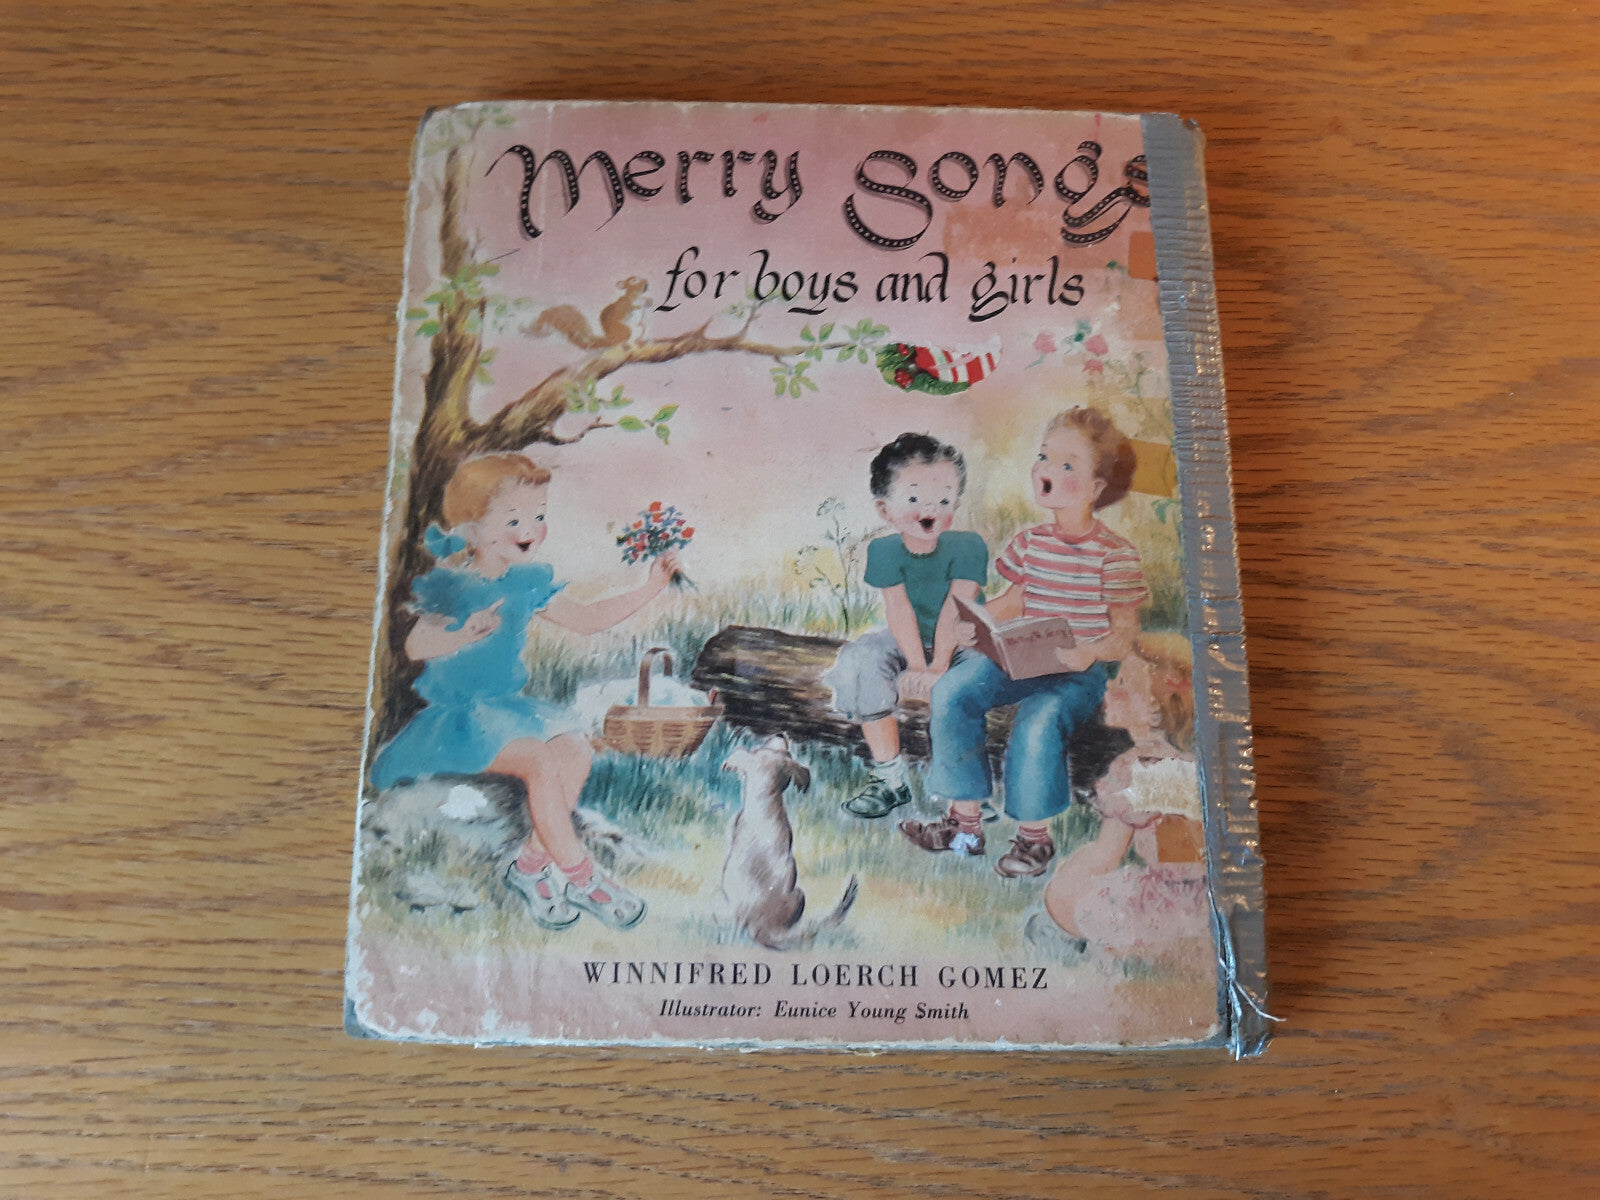 Merry Songs
for boys and girls
WINNIFRED LOERCH GOMEZ
Illustrator: Eunice Young Smith